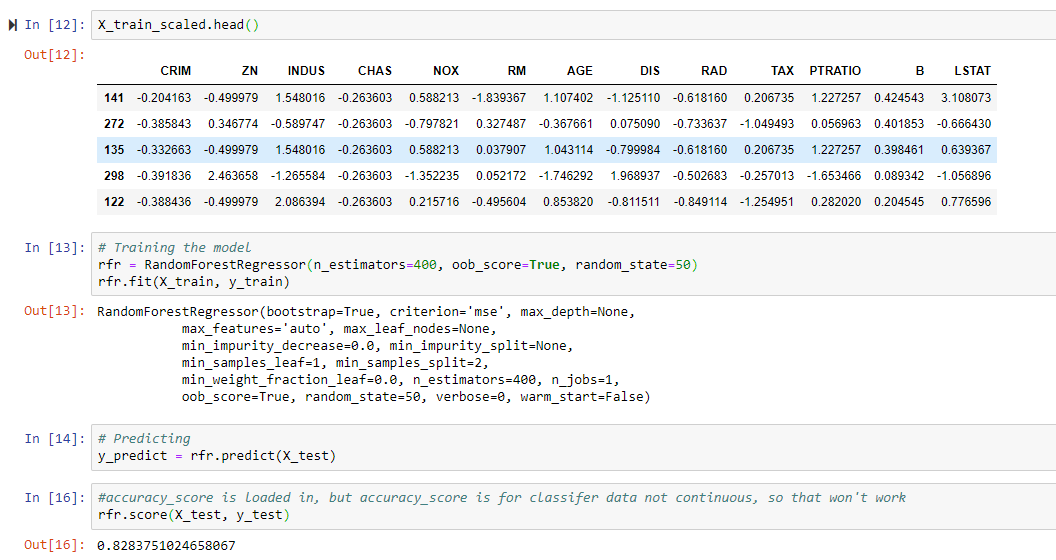 In [12]: X_train_scaled.head()
Out[12]:
CRIM ZN INDUS CHAS NOX RM AGE DIS RAD TAX PTRATIO B LSTAT
141 -0.204163 -0.499979 1.548016 -0.263603 0.588213 -1.839367 1.107402 -1.125110 -0.618160 0.206735 1.227257 0.424543 3.108073
272 -0.385843 0.346774 -0.589747 -0.263603 -0.797821 0.327487 -0.367661 0.075090 -0.733637 -1.049493 0.056963 0.401853 -0.666430
135 -0.332663 -0.499979 1.548016 -0.263603 0.588213 0.037907 1.043114 -0.799984 -0.618160 0.206735 1.227257 0.398461 0.639367
298 -0.391836 2.463658 -1.265584 -0.263603 -1.352235 0.052172 -1.746292 1.968937 -0.502683 -0.257013 -1.653466 0.089342 -1.056896
122 -0.388436 -0.499979 2.086394 -0.263603 0.215716 -0.495604 0.853820 -0.811511 -0.849114 -1.254951 0.282020 0.204545 0.776596
In [13]: # Training the model
rfr = RandomForestRegressor(n_estimators=400, oob_score=True, random_state=50)
rfr.fit(X_train, y_train)
Out[13]: RandomForestRegressor(bootstrap=True, criterion='mse', max_depth=None,
max_features='auto', max_leaf_nodes=None,
min_impurity_decrease=0.0, min_impurity_split=None,
min_samples_leaf=1, min_samples_split=2,
min_weight_fraction_leaf=0.0, n_estimators=400, n_jobs=1,
oob_score=True, random_state=50, verbose=0, warm_start=False)
In [14]: # Predicting
y_predict = rfr.predict(X_test)
In [16]: #accuracy_score is loaded in, but accuracy_score is for classifer data not continuous, so that won't work
rfr.score(X_test, y_test)
Out[16]: 0.8283751024658067